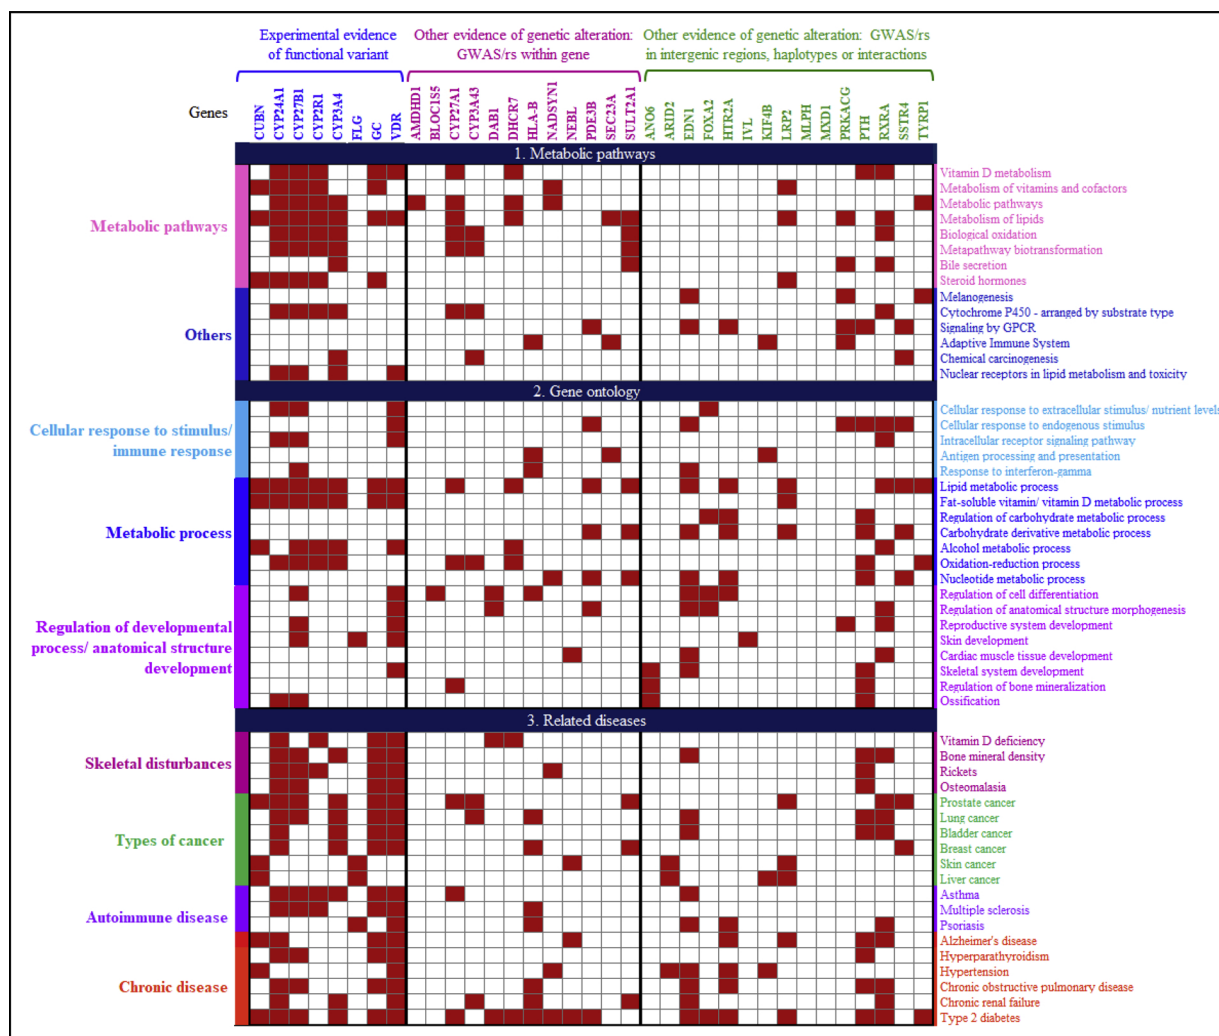 Experimental evidence
of functional variant
Other evidence of genetic alteration:
GWAS/rs within gene
Other evidence of genetic alteration: GWAS/rs
in intergenic regions, haplotypes or interactions
Genes
CUBN
CYP24A1
CYP27B1
CYP2R1
CYP3A4
FLG
GC
VDR
AMDHD1
BLOC1S5
CYP27A1
CYP3A43
DAB1
DHCR7
HLA-B
NADSYN1
NEBL
PDE3B
SEC23A
SULT2A1
ANO6
ARID2
EDN1
FOXA2
HTR2A
IVL
KIF4B
LRP2
MLPH
MXD1
PRKACG
PTH
RXRA
SSTR4
TYRP1
1. Metabolic pathways
Metabolic pathways
Vitamin D metabolism
Metabolism of vitamins and cofactors
Metabolic pathways
Metabolism of lipids
Biological oxidation
Metapathway biotransformation
Bile secretion
Steroid hormones
Others
Melanogenesis
Cytochrome P450 - arranged by substrate type
Signaling by GPCR
Adaptive Immune System
Chemical carcinogenesis
Nuclear receptors in lipid metabolism and toxicity
2. Gene ontology
Cellular response to stimulus/
immune response
Cellular response to extracellular stimulus/ nutrient levels
Cellular response to endogenous stimulus
Intracellular receptor signaling pathway
Antigen processing and presentation
Response to interferon-gamma
Metabolic process
Lipid metabolic process
Fat-soluble vitamin/ vitamin D metabolic process
Regulation of carbohydrate metabolic process
Carbohydrate derivative metabolic process
Alcohol metabolic process
Oxidation-reduction process
Nucleotide metabolic process
Regulation of developmental
process/ anatomical structure
development
Regulation of cell differentiation
Regulation of anatomical structure morphogenesis
Reproductive system development
Skin development
Cardiac muscle tissue development
Skeletal system development
Regulation of bone mineralization
Ossification
3. Related diseases
Skeletal disturbances
Vitamin D deficiency
Bone mineral density
Rickets
Osteomalasia
Types of cancer
Prostate cancer
Lung cancer
Bladder cancer
Breast cancer
Skin cancer
Liver cancer
Autoimmune disease
Asthma
Multiple sclerosis
Psoriasis
Chronic disease
Alzheimer's disease
Hyperparathyroidism
Hypertension
Chronic obstructive pulmonary disease
Chronic renal failure
Type 2 diabetes